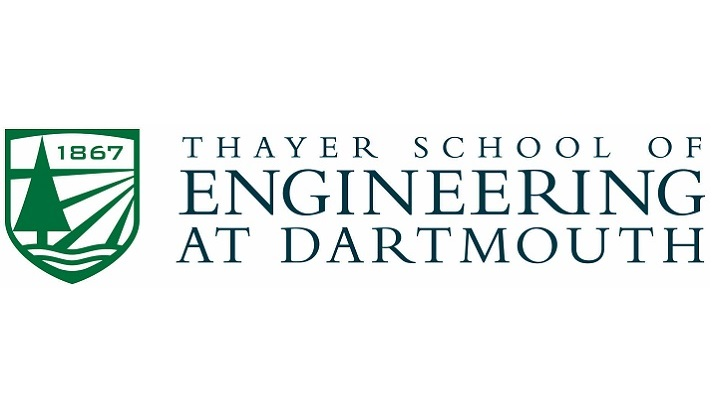 1867
THAYER SCHOOL OF
ENGINEERING
AT DARTMOUTH